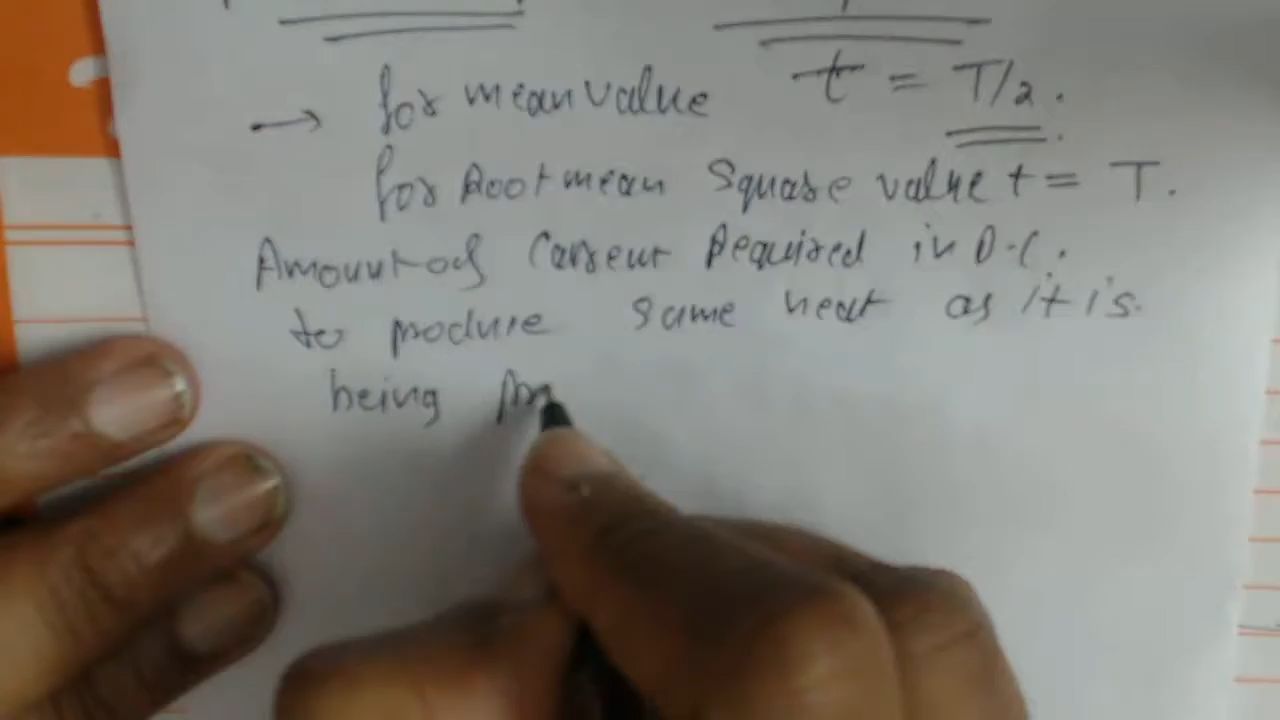 → for mean value t = T/2.
for Root mean Square value t = T.
Amount of Current Required in D.C.
to produce same heat as it is.
being